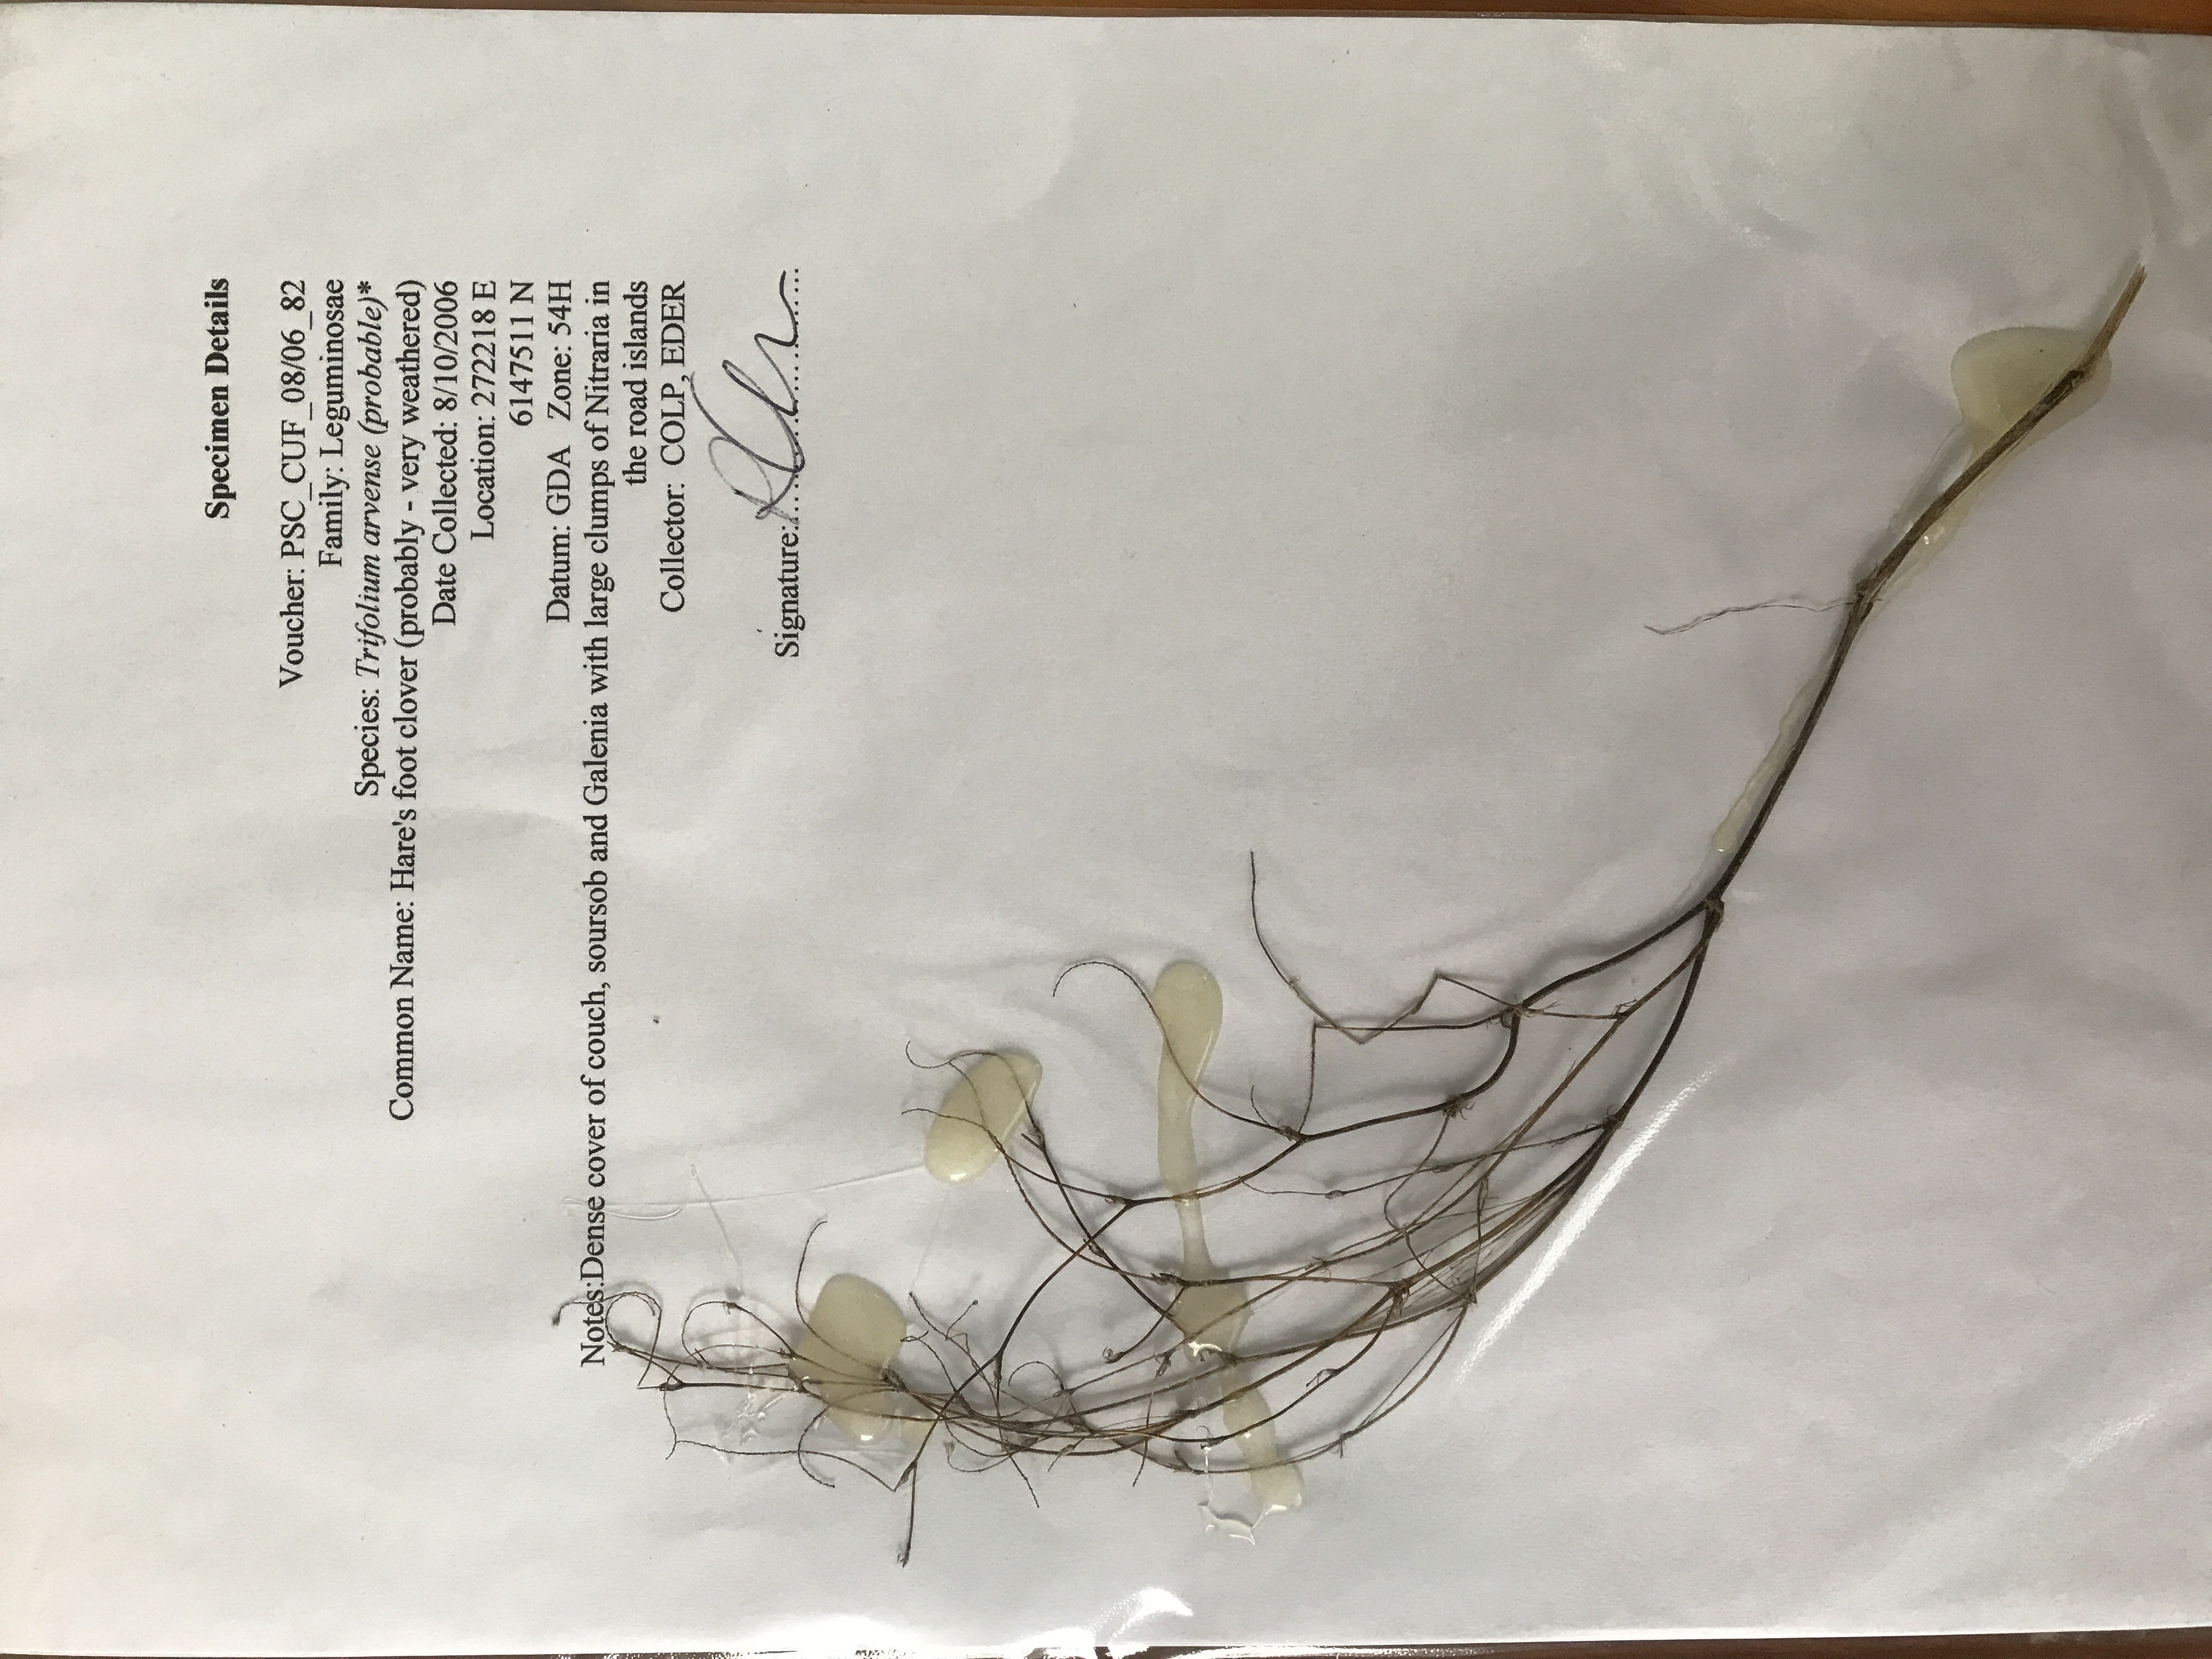 Specimen Details
Voucher: PSC_CUF_08/06_82
Family: Leguminosae
Species: Trifolium arvense (probable)*
Common Name: Hare's foot clover (probably - very weathered)
Date Collected: 8/10/2006
Location: 272218 E
6147511 N
Datum: GDA Zone: 54H
Notes:Dense cover of couch, soursob and Galenia with large clumps of Nitraria in
the road islands
Collector: COLP, EDER
Signature:........................